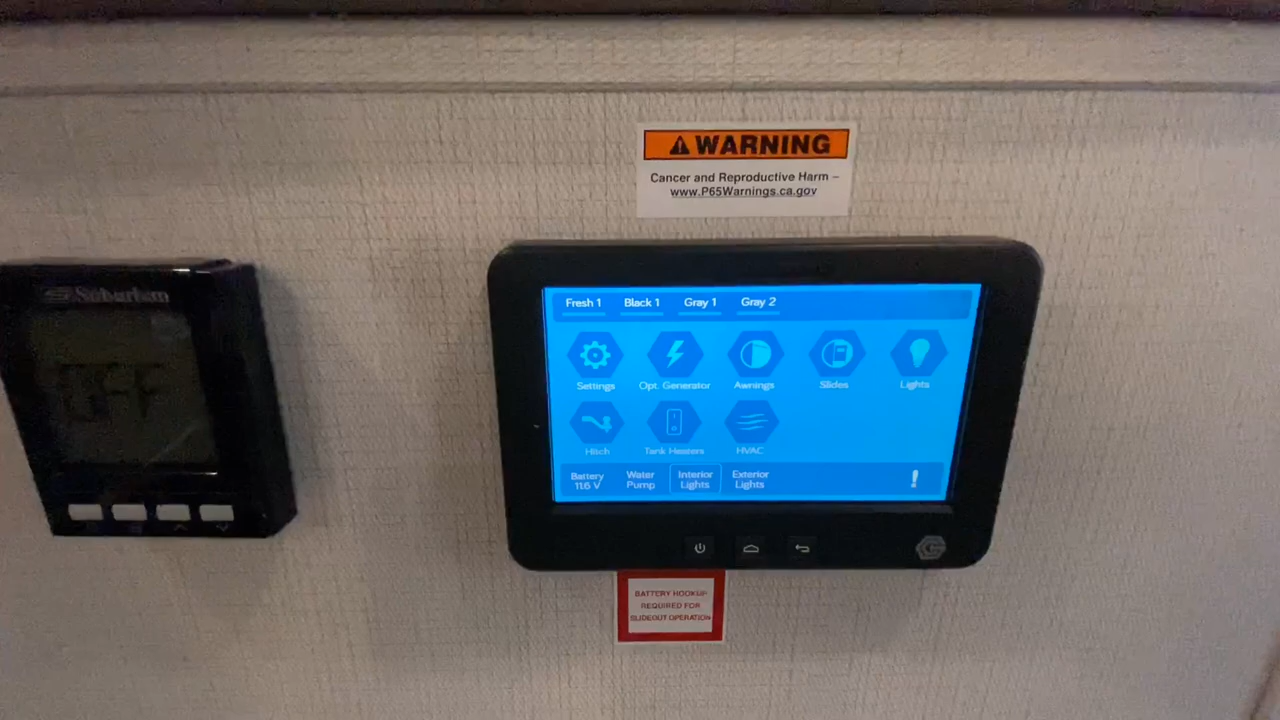 WARNING
Cancer and Reproductive Harm –
www.P65Warnings.ca.gov
Suburban
OFF
Fresh 1 Black 1 Gray 1 Gray 2
Settings Opt. Generator Awnings Slides Lights
Hitch Tank Heaters HVAC
Battery Water Interior Exterior
11.6 V Pump Lights Lights
!
BATTERY HOOKUP
REQUIRED FOR
SLIDEOUT OPERATION